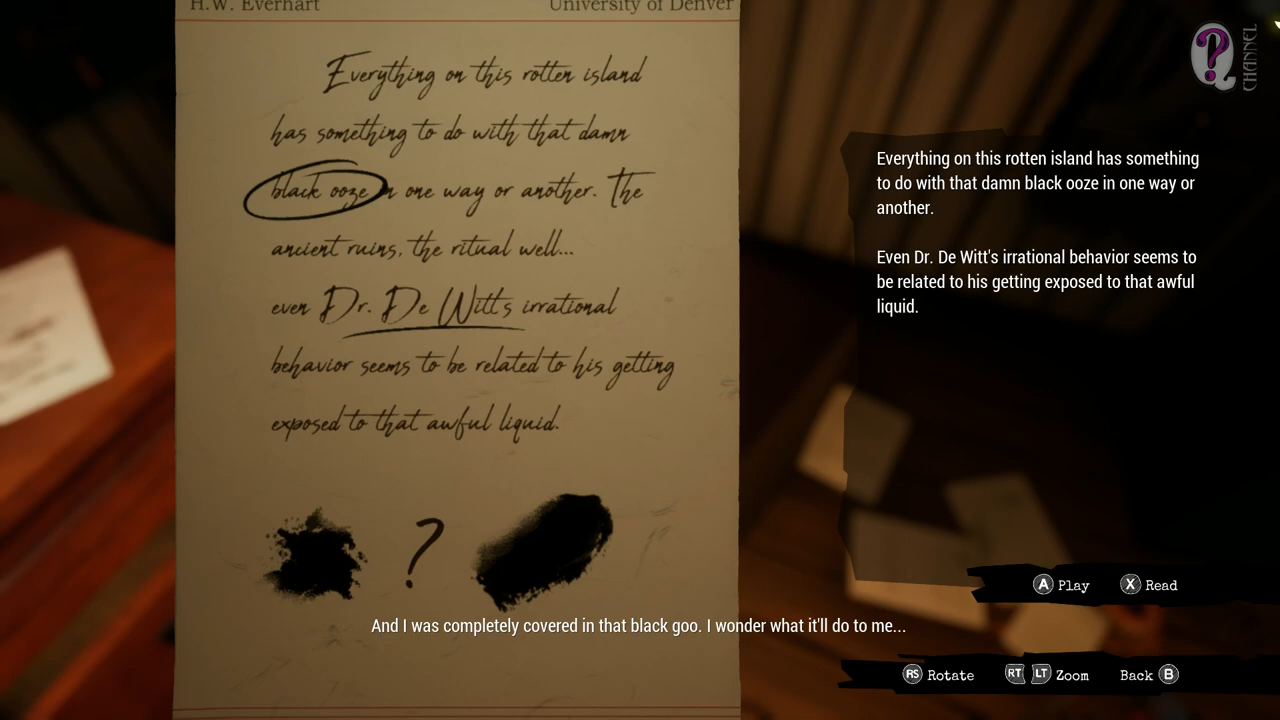 H.W. Everhart
University of Denver
Everything on this rotten island
has something to do with that damn
black ooze in one way or another. The
ancient ruins, the ritual well...
even Dr. De Witt's irrational
behavior seems to be related to his getting
exposed to that awful liquid.
?
Everything on this rotten island has something
to do with that damn black ooze in one way or
another.
Even Dr. De Witt's irrational behavior seems to
be related to his getting exposed to that awful
liquid.
And I was completely covered in that black goo. I wonder what it'll do to me...
A Play X Read
RS Rotate RT LT Zoom Back B
? CHANNEL